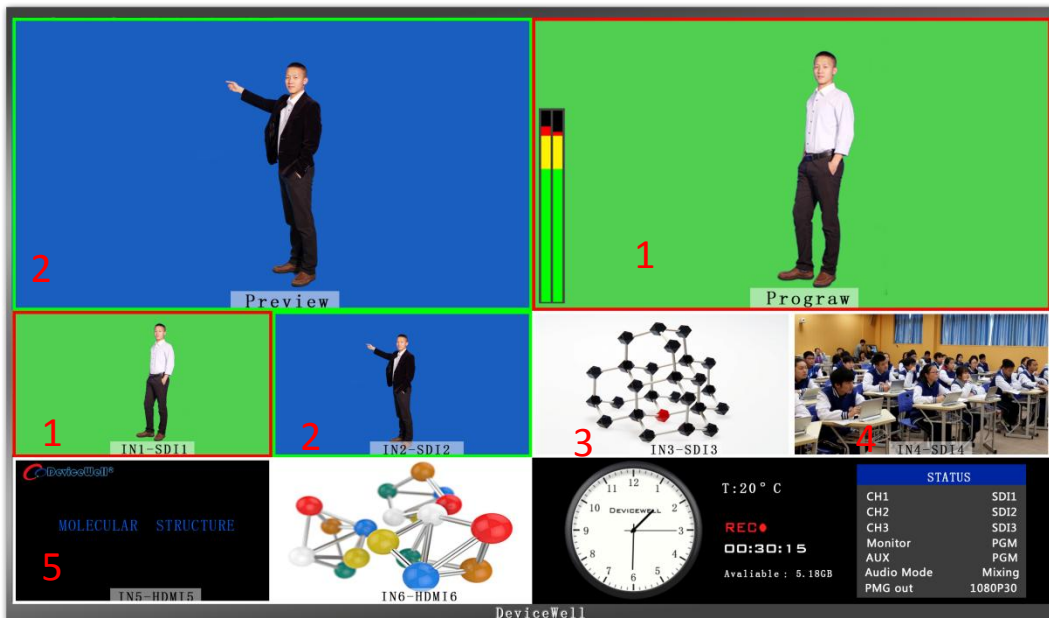 2
Preview
1
Prograw
1
IN1-SDI1
2
IN2-SDI2
3
IN3-SDI3
4
IN4-SDI4
DeviceWell®
MOLECULAR STRUCTURE
5
IN5-HDMI5
IN6-HDMI6
12
11 1
10 2
DEVICEWELL
9 3
8 4
7 5
6
T:20° C
REC
00:30:15
Avaliable : 5.18GB
STATUS
CH1 SDI1
CH2 SDI2
CH3 SDI3
Monitor PGM
AUX PGM
Audio Mode Mixing
PMG out 1080P30
DeviceWell